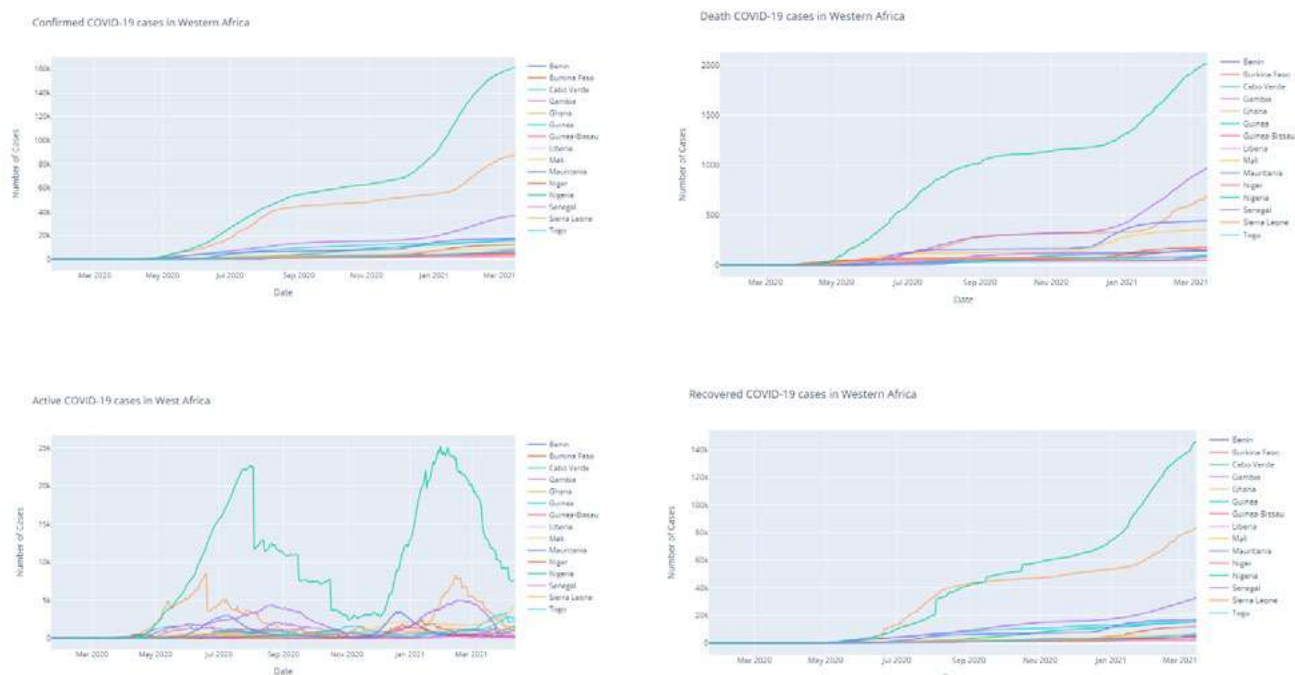 Confirmed COVID-19 cases in Western Africa
160k
140k
120k
100k
80k
60k
40k
20k
0
Number of Cases
Mar 2020
May 2020
Jul 2020
Sep 2020
Nov 2020
Jan 2021
Mar 2021
Date
Benin
Burkina Faso
Cabo Verde
Gambia
Ghana
Guinea
Guinea-Bissau
Liberia
Mali
Mauritania
Niger
Nigeria
Senegal
Sierra Leone
Togo
Death COVID-19 cases in Western Africa
2000
1500
1000
500
0
Number of Cases
Mar 2020
May 2020
Jul 2020
Sep 2020
Nov 2020
Jan 2021
Mar 2021
Date
Benin
Burkina Faso
Cabo Verde
Gambia
Ghana
Guinea
Guinea-Bissau
Liberia
Mali
Mauritania
Niger
Nigeria
Senegal
Sierra Leone
Togo
Active COVID-19 cases in West Africa
25k
20k
15k
10k
5k
0
Number of Cases
Mar 2020
May 2020
Jul 2020
Sep 2020
Nov 2020
Jan 2021
Mar 2021
Date
Benin
Burkina Faso
Cabo Verde
Gambia
Ghana
Guinea
Guinea-Bissau
Liberia
Mali
Mauritania
Niger
Nigeria
Senegal
Sierra Leone
Togo
Recovered COVID-19 cases in Western Africa
140k
120k
100k
80k
60k
40k
20k
0
Number of Cases
Mar 2020
May 2020
Jul 2020
Sep 2020
Nov 2020
Jan 2021
Mar 2021
Benin
Burkina Faso
Cabo Verde
Gambia
Ghana
Guinea
Guinea-Bissau
Liberia
Mali
Mauritania
Niger
Nigeria
Senegal
Sierra Leone
Togo